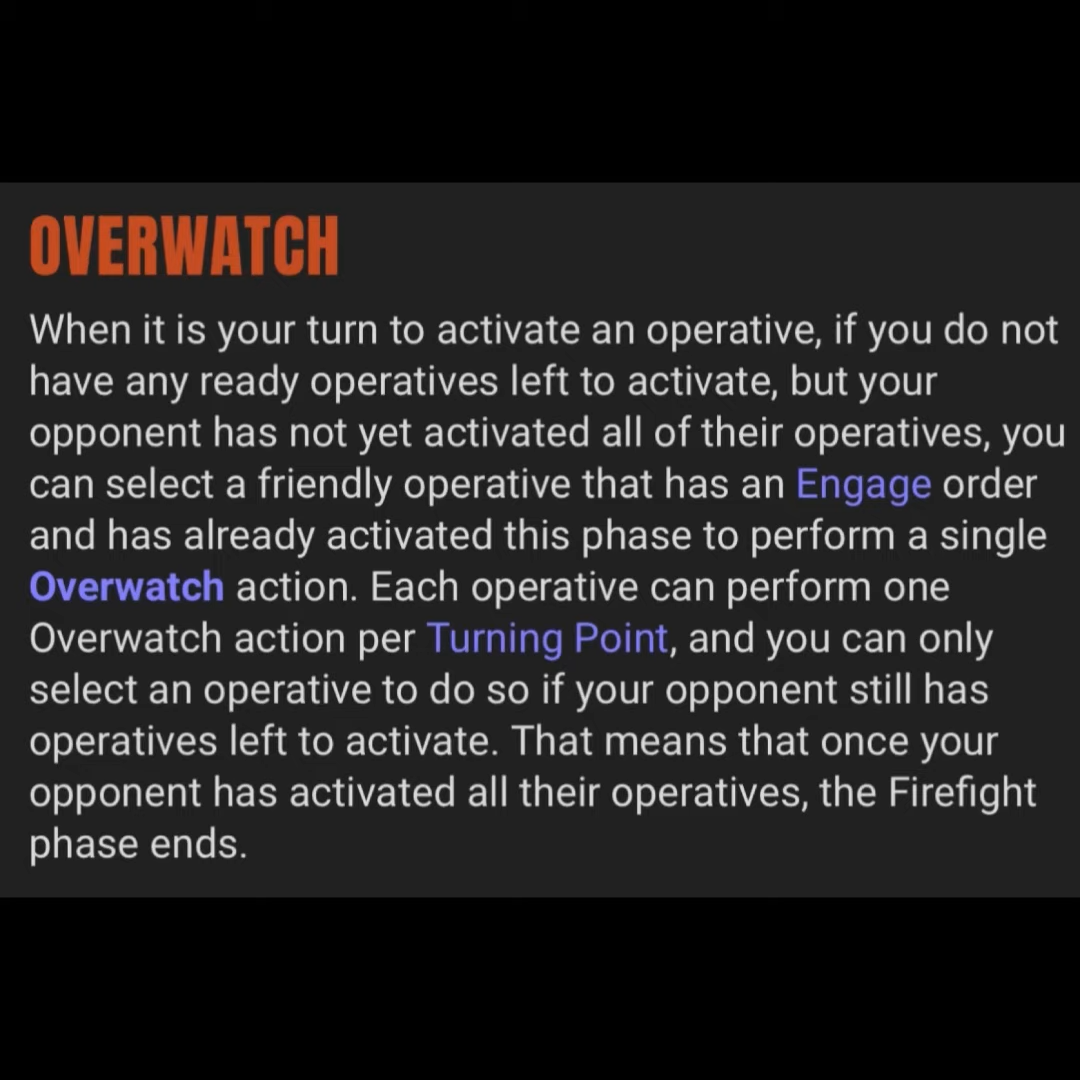 OVERWATCH
When it is your turn to activate an operative, if you do not
have any ready operatives left to activate, but your
opponent has not yet activated all of their operatives, you
can select a friendly operative that has an Engage order
and has already activated this phase to perform a single
Overwatch action. Each operative can perform one
Overwatch action per Turning Point, and you can only
select an operative to do so if your opponent still has
operatives left to activate. That means that once your
opponent has activated all their operatives, the Firefight
phase ends.